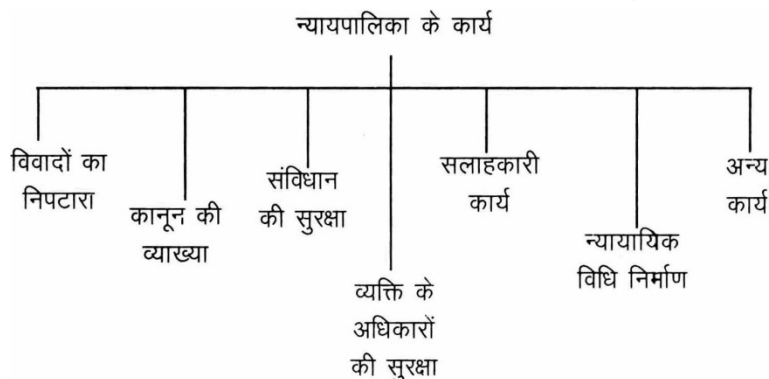 न्यायपालिका के कार्य
विवादों का
निपटारा
कानून की
व्याख्या
संविधान
की सुरक्षा
व्यक्ति के
अधिकारों
की सुरक्षा
सलाहकारी
कार्य
न्यायायिक
विधि निर्माण
अन्य
कार्य